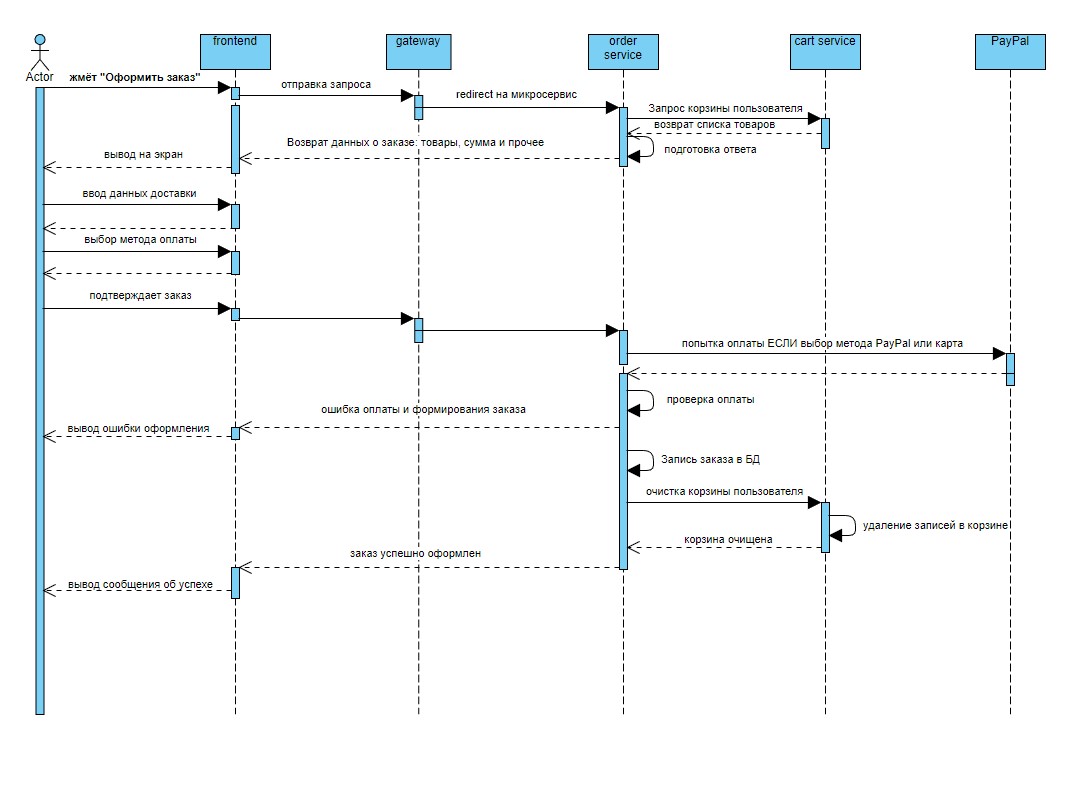 frontend
gateway
order
service
cart service
PayPal
Actor
жмёт "Оформить заказ"
отправка запроса
redirect на микросервис
Запрос корзины пользователя
возврат списка товаров
Возврат данных о заказе: товары, сумма и прочее
подготовка ответа
вывод на экран
ввод данных доставки
выбор метода оплаты
подтверждает заказ
попытка оплаты ЕСЛИ выбор метода PayPal или карта
проверка оплаты
ошибка оплаты и формирования заказа
вывод ошибки оформления
Запись заказа в БД
очистка корзины пользователя
удаление записей в корзине
корзина очищена
заказ успешно оформлен
вывод сообщения об успехе